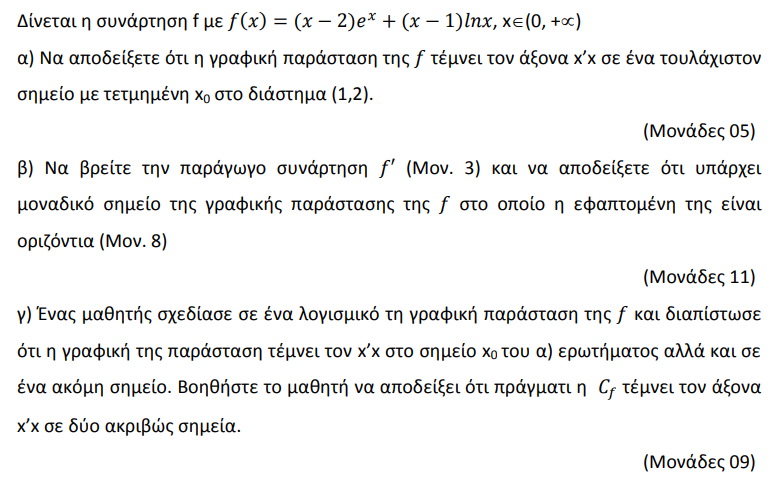 Δίνεται η συνάρτηση f με f(x) = (x − 2)eˣ + (x − 1)lnx, x∈(0, +∞)
α) Να αποδείξετε ότι η γραφική παράσταση της f τέμνει τον άξονα x’x σε ένα τουλάχιστον
σημείο με τετμημένη x₀ στο διάστημα (1,2).
(Μονάδες 05)
β) Να βρείτε την παράγωγο συνάρτηση f′ (Μον. 3) και να αποδείξετε ότι υπάρχει
μοναδικό σημείο της γραφικής παράστασης της f στο οποίο η εφαπτομένη της είναι
οριζόντια (Μον. 8)
(Μονάδες 11)
γ) Ένας μαθητής σχεδίασε σε ένα λογισμικό τη γραφική παράσταση της f και διαπίστωσε
ότι η γραφική της παράσταση τέμνει τον x’x στο σημείο x₀ του α) ερωτήματος αλλά και σε
ένα ακόμη σημείο. Βοηθήστε το μαθητή να αποδείξει ότι πράγματι η C_f τέμνει τον άξονα
x’x σε δύο ακριβώς σημεία.
(Μονάδες 09)